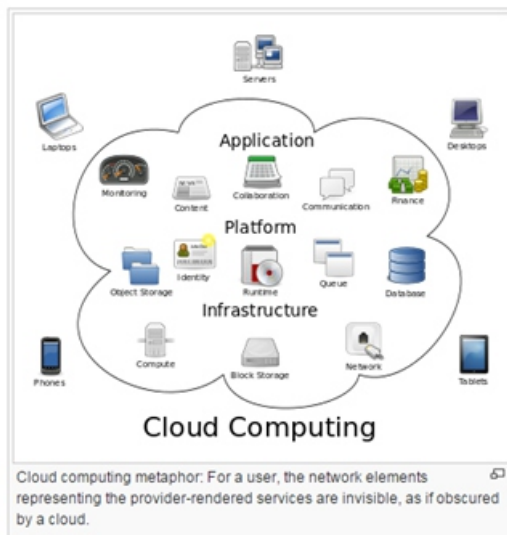 Servers
Laptops
Desktops
Application
Monitoring
Content
Collaboration
Communication
Finance
Platform
Object Storage
Identity
Runtime
Queue
Database
Infrastructure
Compute
Block Storage
Network
Phones
Tablets
Cloud Computing
Cloud computing metaphor: For a user, the network elements
representing the provider-rendered services are invisible, as if obscured
by a cloud.